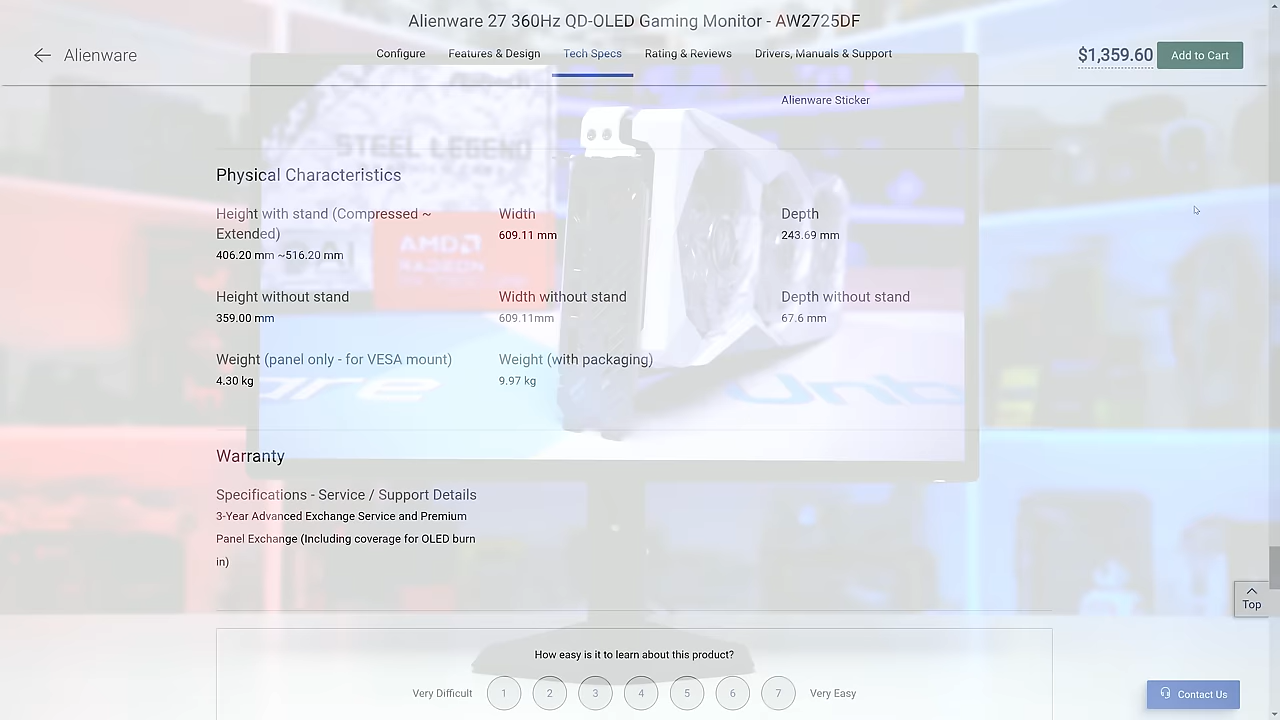 Alienware 27 360Hz QD-OLED Gaming Monitor - AW2725DF
Alienware
Configure
Features & Design
Tech Specs
Rating & Reviews
Drivers, Manuals & Support
$1,359.60
Add to Cart
Alienware Sticker
STEEL LEGEND
Physical Characteristics
Height with stand (Compressed ~
Extended)
406.20 mm ~516.20 mm
Width
609.11 mm
Depth
243.69 mm
AMD
RADEON
Height without stand
359.00 mm
Width without stand
609.11mm
Depth without stand
67.6 mm
Weight (panel only - for VESA mount)
4.30 kg
Weight (with packaging)
9.97 kg
Warranty
Specifications - Service / Support Details
3-Year Advanced Exchange Service and Premium
Panel Exchange (Including coverage for OLED burn
in)
Top
How easy is it to learn about this product?
Very Difficult
1
2
3
4
5
6
7
Very Easy
Contact Us